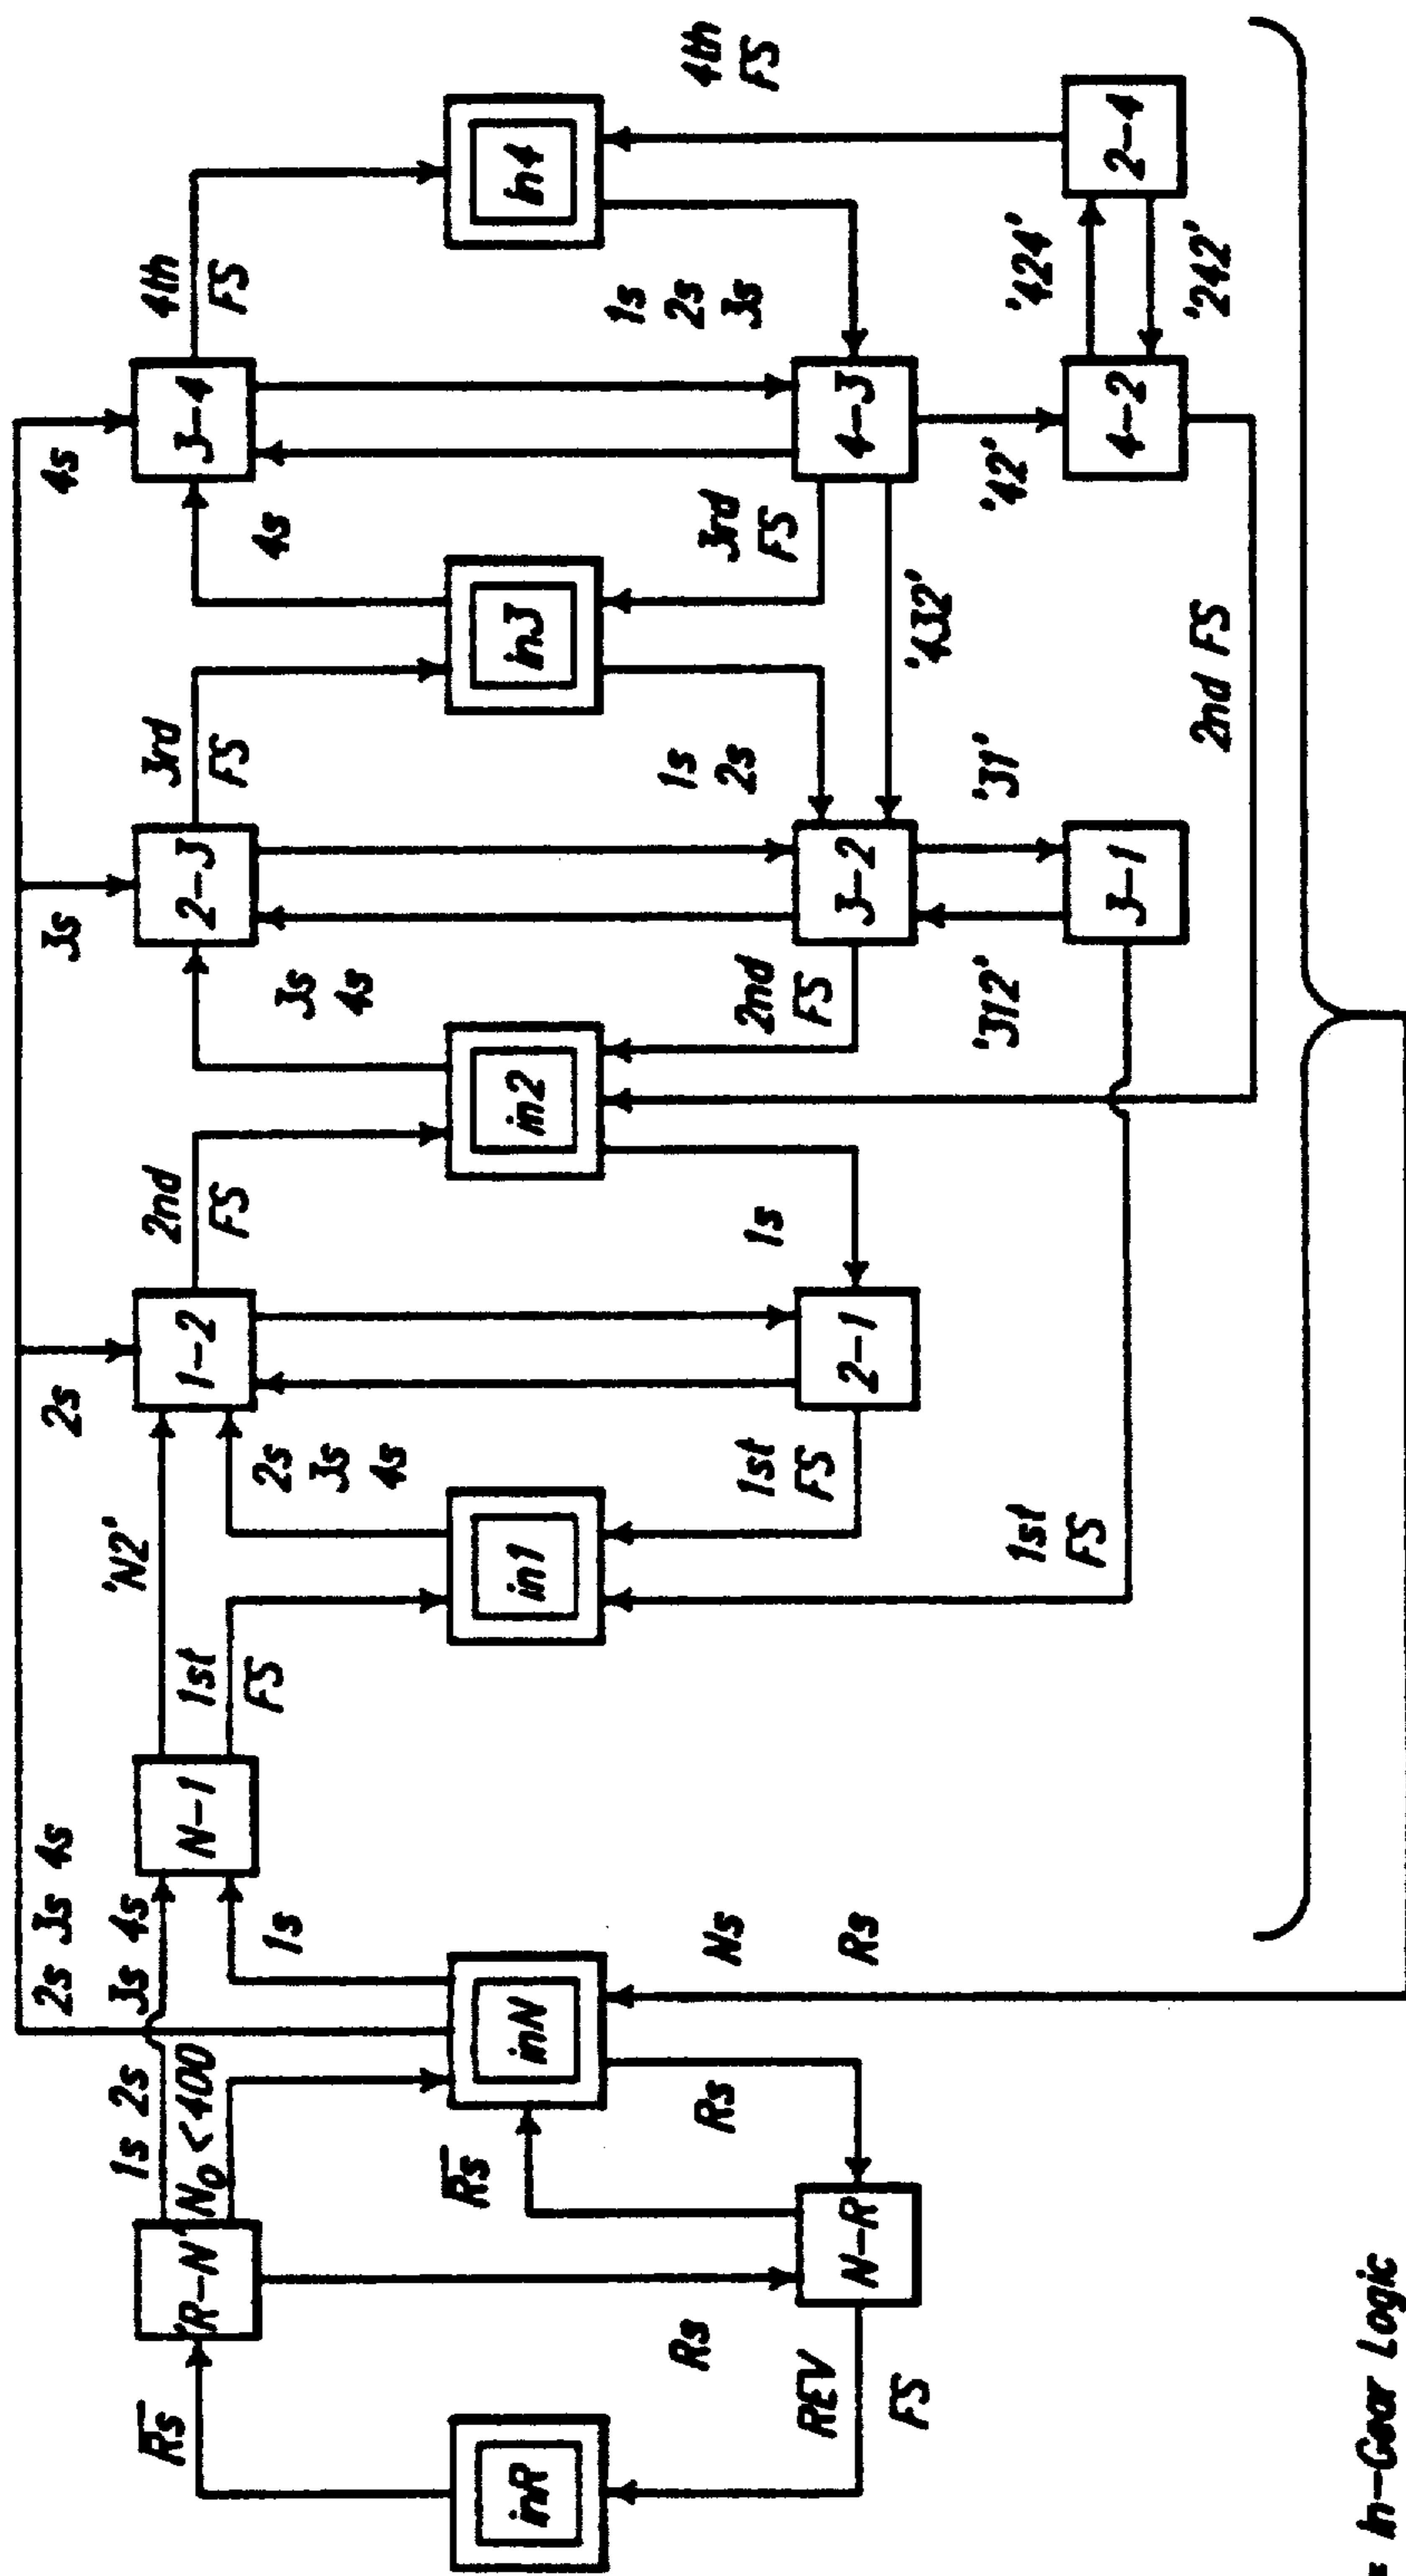 2s 3s 4s
2s
3s
4s
1s 2s 3s 4s
'N2'
2nd
FS
3rd
FS
4th
FS
R̅s̅
'R-N'
N₀<400
N-1
1st
FS
1-2
2-3
3-4
1s
2s
3s
4s
3s
4s
4s
inR
inN
in1
in2
in3
in4
R̅s̅
Rs
Ns
Rs
1s
1s
2s
1s
2s
3s
4th
FS
Rs
REV
FS
N-R
1st
FS
2-1
2nd
FS
3-2
3rd
FS
4-3
'432'
'312'
'31'
'42'
'424'
1st
FS
3-1
4-2
2-4
'242'
2nd FS
= In-Gear Logic